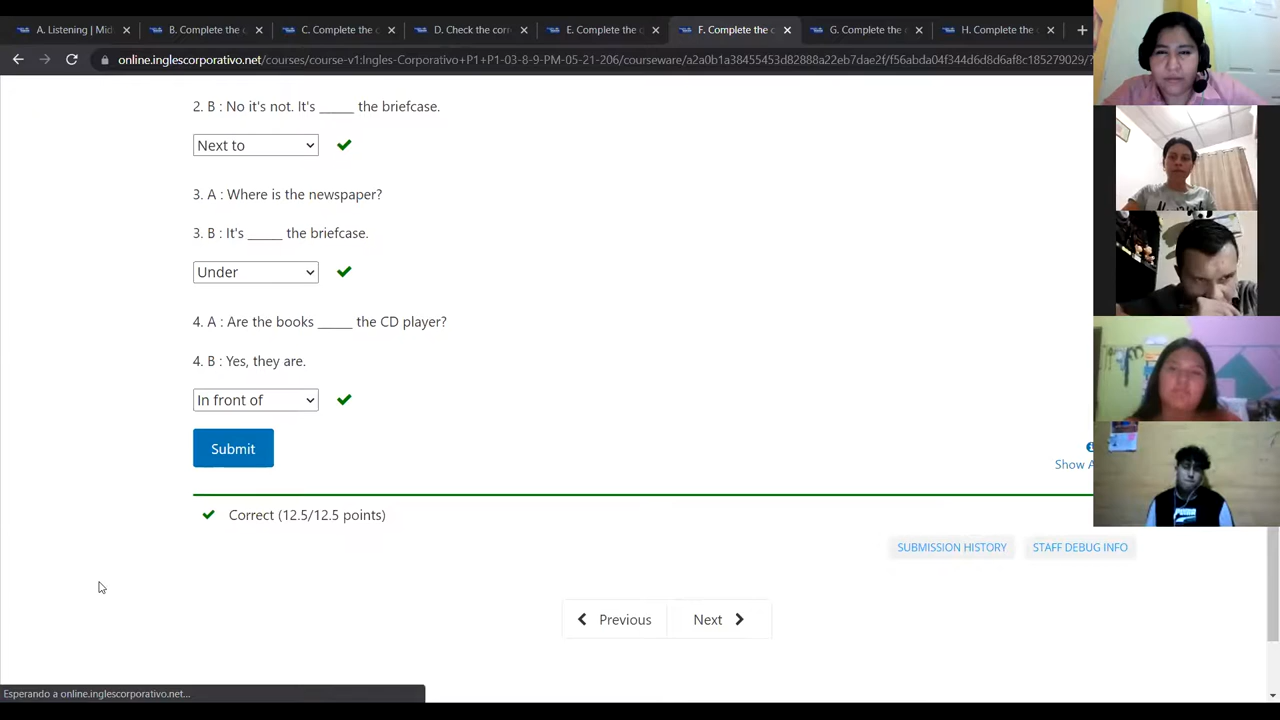 A. Listening | Mid
B. Complete the
C. Complete the
D. Check the corr
E. Complete the
F. Complete the
G. Complete the
H. Complete the
online.inglescorporativo.net/courses/course-v1:Ingles-Corporativo+P1+P1-03-8-9-PM-05-21-206/courseware/a2a0b1a38455453d82888a22eb7dae2f/f56abda04f344d6d8d6af8c185279029/?
2. B : No it's not. It's _____ the briefcase.
Next to
3. A : Where is the newspaper?
3. B : It's _____ the briefcase.
Under
4. A : Are the books _____ the CD player?
4. B : Yes, they are.
In front of
Submit
Show A
Correct (12.5/12.5 points)
SUBMISSION HISTORY
STAFF DEBUG INFO
Previous
Next
Esperando a online.inglescorporativo.net...
PUMA